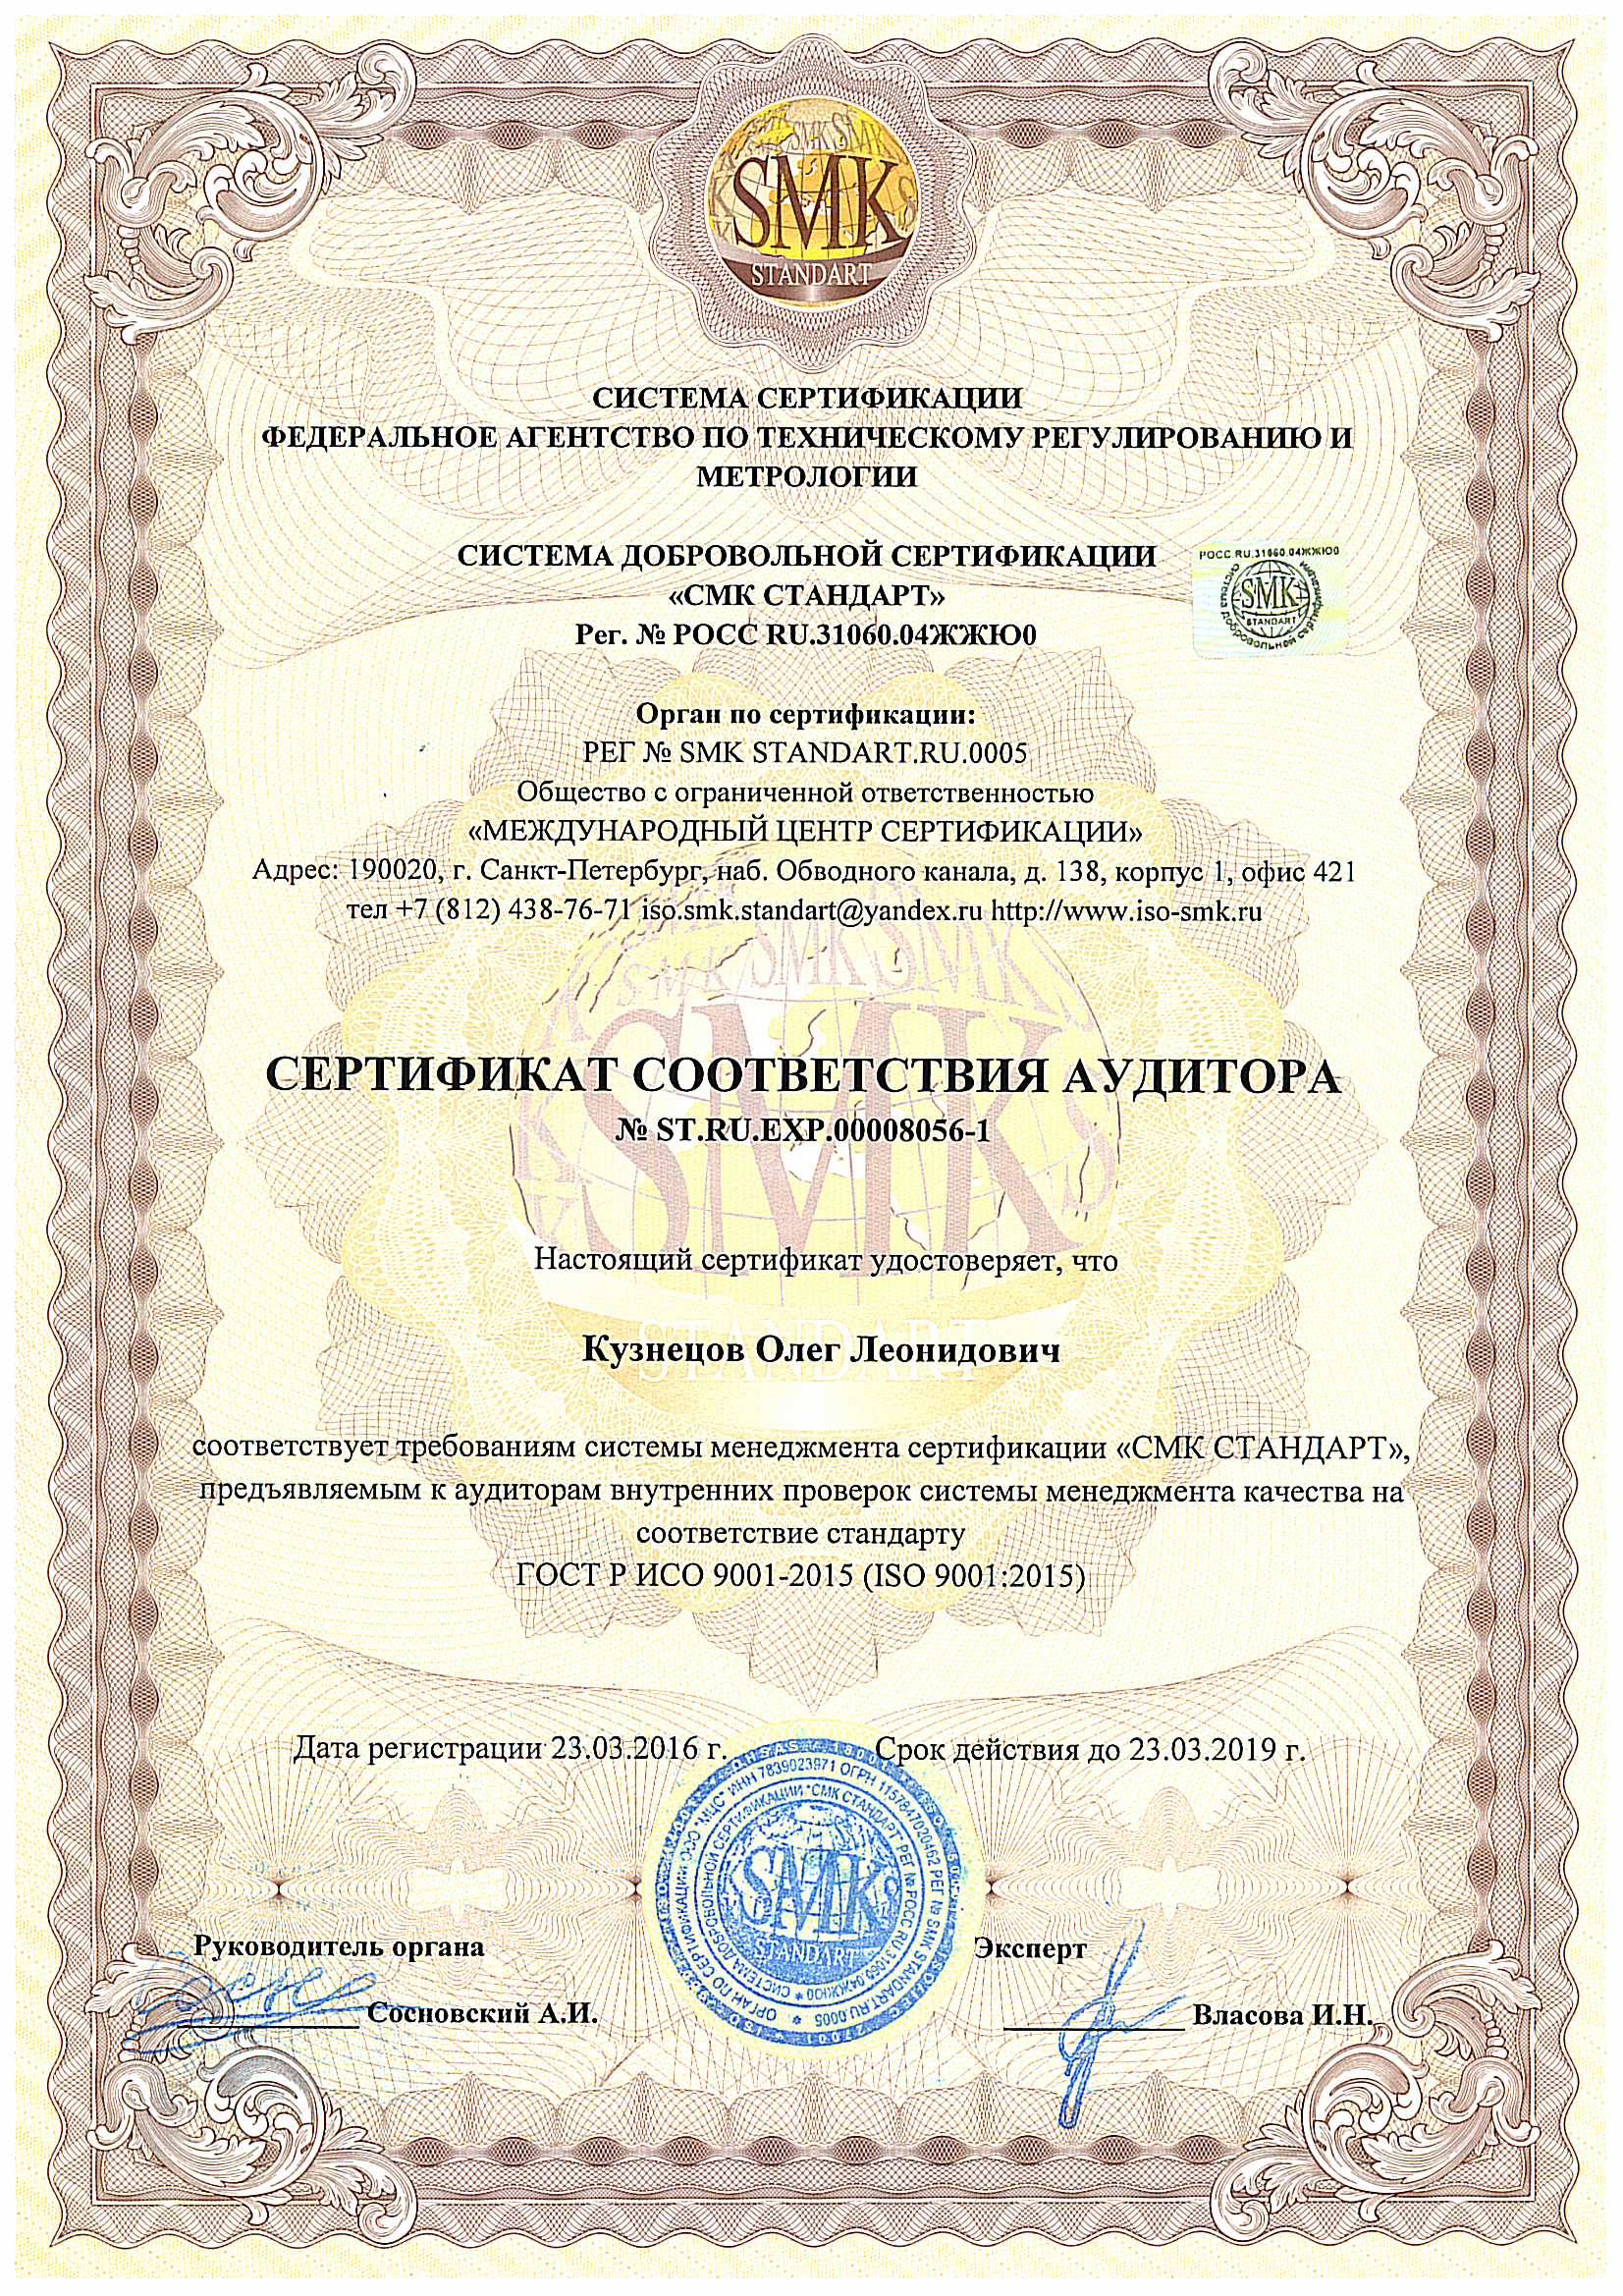 SMK
STANDART
СИСТЕМА СЕРТИФИКАЦИИ
ФЕДЕРАЛЬНОЕ АГЕНТСТВО ПО ТЕХНИЧЕСКОМУ РЕГУЛИРОВАНИЮ И
МЕТРОЛОГИИ
СИСТЕМА ДОБРОВОЛЬНОЙ СЕРТИФИКАЦИИ
«СМК СТАНДАРТ»
Рег. № РОСС RU.31060.04ЖЖЮ0
РОСС RU.31060.04ЖЖЮ0
SMK
STANDART
система добровольной сертификации
Орган по сертификации:
РЕГ № SMK STANDART.RU.0005
Общество с ограниченной ответственностью
«МЕЖДУНАРОДНЫЙ ЦЕНТР СЕРТИФИКАЦИИ»
Адрес: 190020, г. Санкт-Петербург, наб. Обводного канала, д. 138, корпус 1, офис 421
тел +7 (812) 438-76-71 iso.smk.standart@yandex.ru http://www.iso-smk.ru
СЕРТИФИКАТ СООТВЕТСТВИЯ АУДИТОРА
№ ST.RU.EXP.00008056-1
Настоящий сертификат удостоверяет, что
Кузнецов Олег Леонидович
соответствует требованиям системы менеджмента сертификации «СМК СТАНДАРТ»,
предъявляемым к аудиторам внутренних проверок системы менеджмента качества на
соответствие стандарту
ГОСТ Р ИСО 9001-2015 (ISO 9001:2015)
Дата регистрации 23.03.2016 г. Срок действия до 23.03.2019 г.
ОРГАН ПО СЕРТИФИКАЦИИ ООО "МЦС" ИНН 7839023971 ОГРН 1157847020462 РЕГ № SMK STANDART.RU.0005
СИСТЕМА ДОБРОВОЛЬНОЙ СЕРТИФИКАЦИИ "СМК СТАНДАРТ" РЕГ № РОСС RU.31060.04ЖЖЮ0
SMK
STANDART
Руководитель органа Эксперт
Сосновский А.И. Власова И.Н.